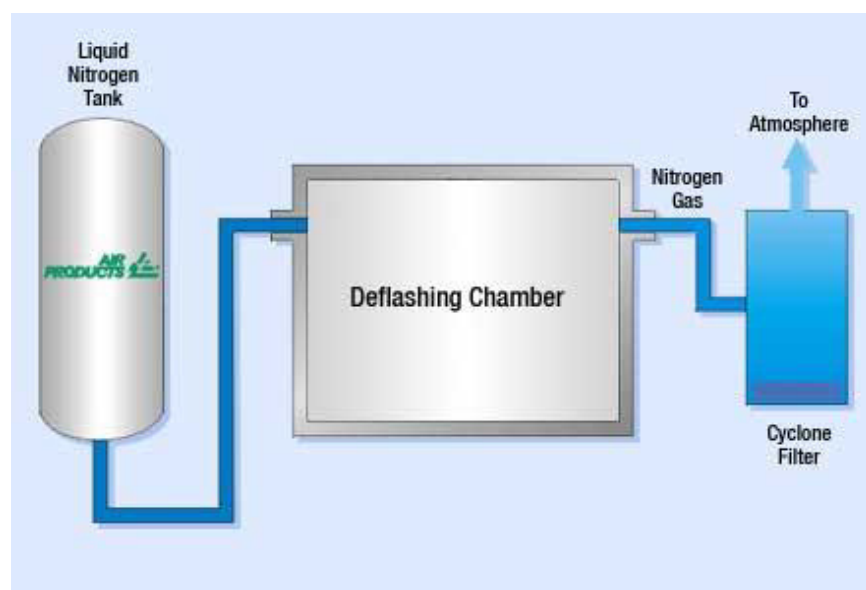 Liquid
Nitrogen
Tank
To
Atmosphere
Nitrogen
Gas
AIR
PRODUCTS
Deflashing Chamber
Cyclone
Filter